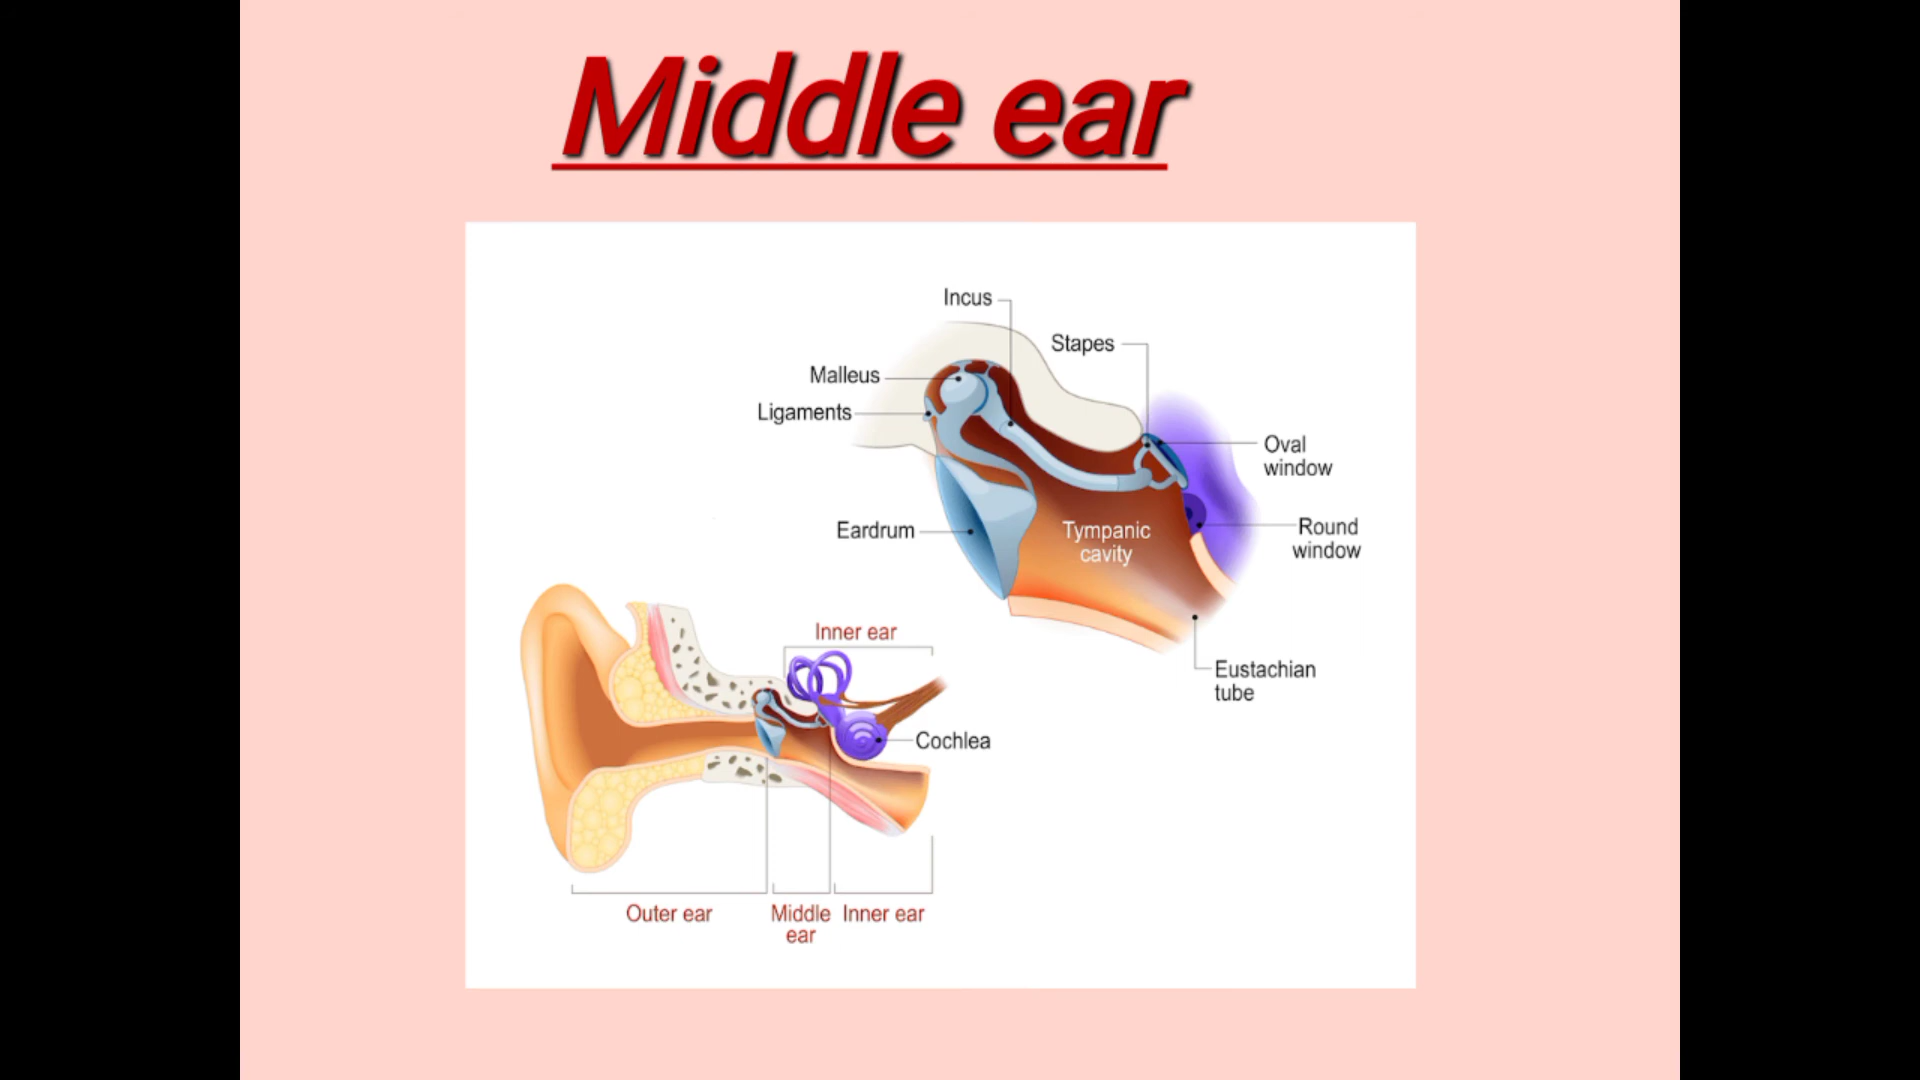 Middle ear
Incus
Stapes
Malleus
Ligaments
Oval
window
Eardrum
Tympanic
cavity
Round
window
Inner ear
Eustachian
tube
Cochlea
Outer ear
Middle
ear
Inner ear